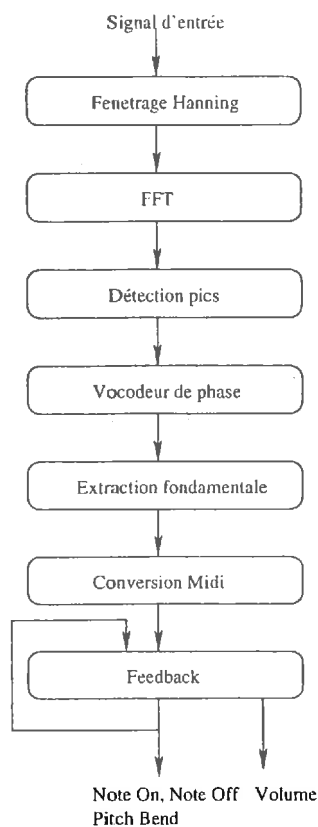 Signal d'entrée
Fenetrage Hanning
FFT
Détection pics
Vocodeur de phase
Extraction fondamentale
Conversion Midi
Feedback
Note On, Note Off Volume
Pitch Bend